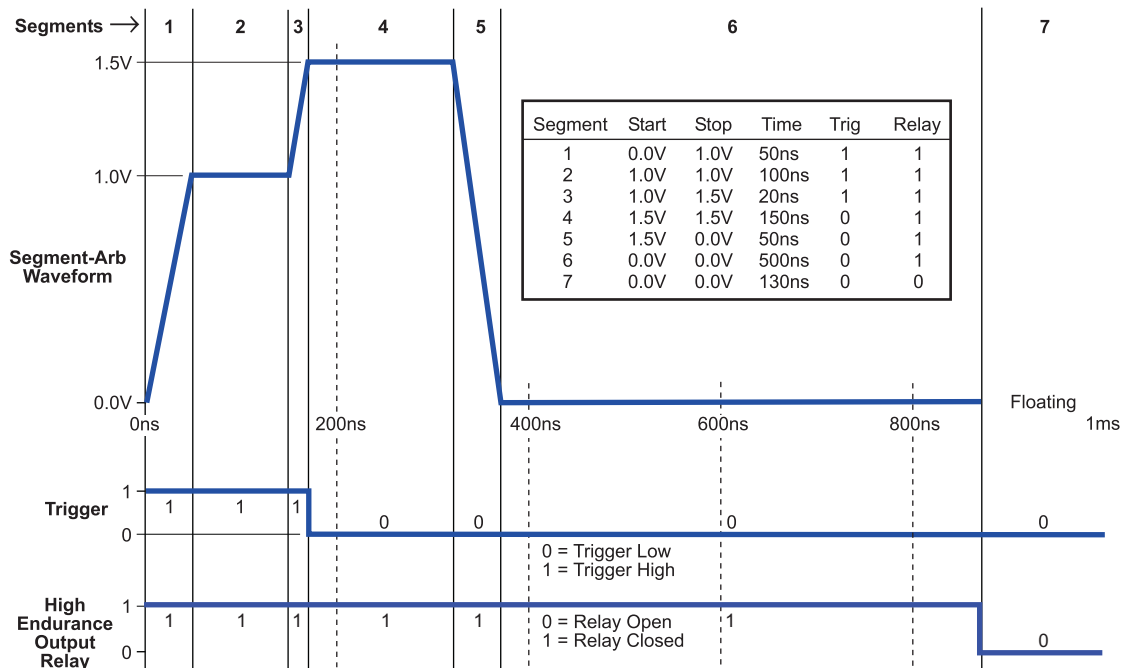 Segments → 1 2 3 4 5 6 7
1.5V
Segment Start Stop Time Trig Relay
1 0.0V 1.0V 50ns 1 1
2 1.0V 1.0V 100ns 1 1
3 1.0V 1.5V 20ns 1 1
4 1.5V 1.5V 150ns 0 1
5 1.5V 0.0V 50ns 0 1
6 0.0V 0.0V 500ns 0 1
7 0.0V 0.0V 130ns 0 0
1.0V
Segment-Arb
Waveform
0.0V
Floating
0ns 200ns 400ns 600ns 800ns 1ms
Trigger
1
0
1 1 1 0 0 0 0
0 = Trigger Low
1 = Trigger High
High
Endurance
Output
Relay
1
0
1 1 1 1 1 1 0
0 = Relay Open
1 = Relay Closed